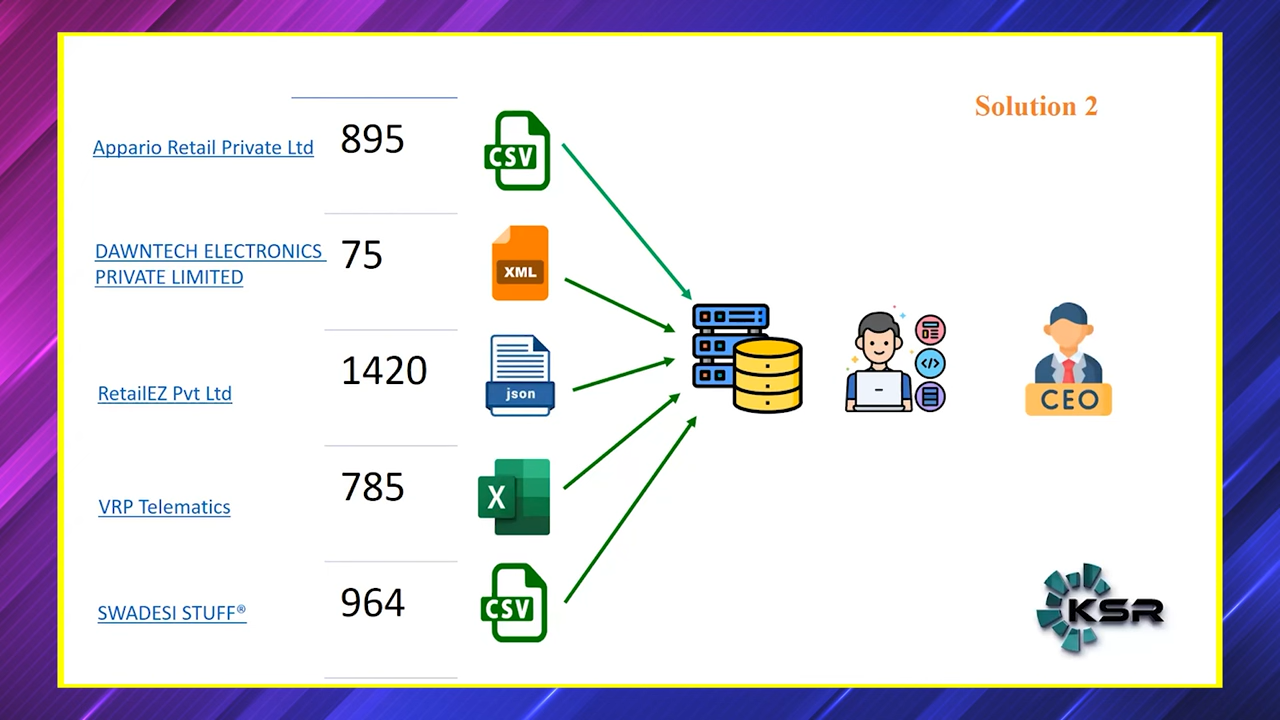 Solution 2
Appario Retail Private Ltd
895
CSV
DAWNTECH ELECTRONICS
PRIVATE LIMITED
75
XML
RetailEZ Pvt Ltd
1420
json
VRP Telematics
785
X
SWADESI STUFF®
964
CSV
</>
CEO
KSR